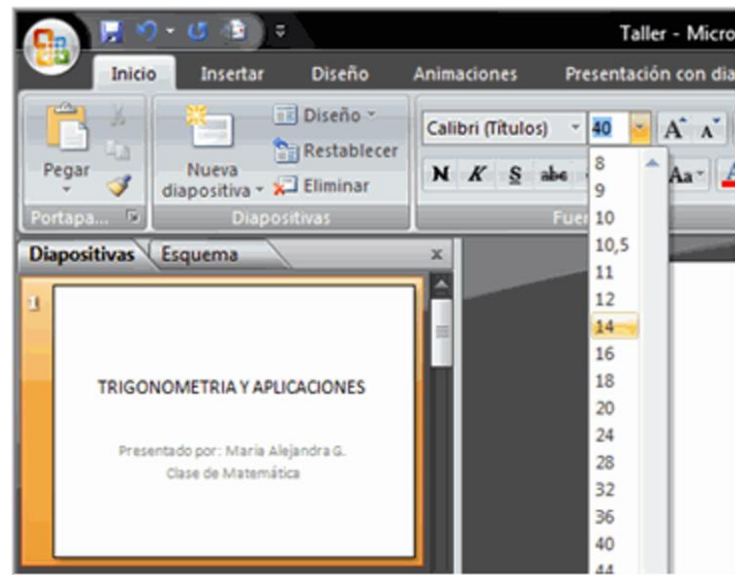 Taller - Micro
Inicio Insertar Diseño Animaciones Presentación con dia
Pegar
Portapa...
Nueva
diapositiva
Diseño
Restablecer
Eliminar
Diapositivas
Calibri (Títulos) 40 A A
N K S abc Aa A
Fuen
8
9
10
10,5
11
12
14
16
18
20
24
28
32
36
40
44
Diapositivas Esquema x
1
TRIGONOMETRIA Y APLICACIONES
Presentado por: Maria Alejandra G.
Clase de Matemática